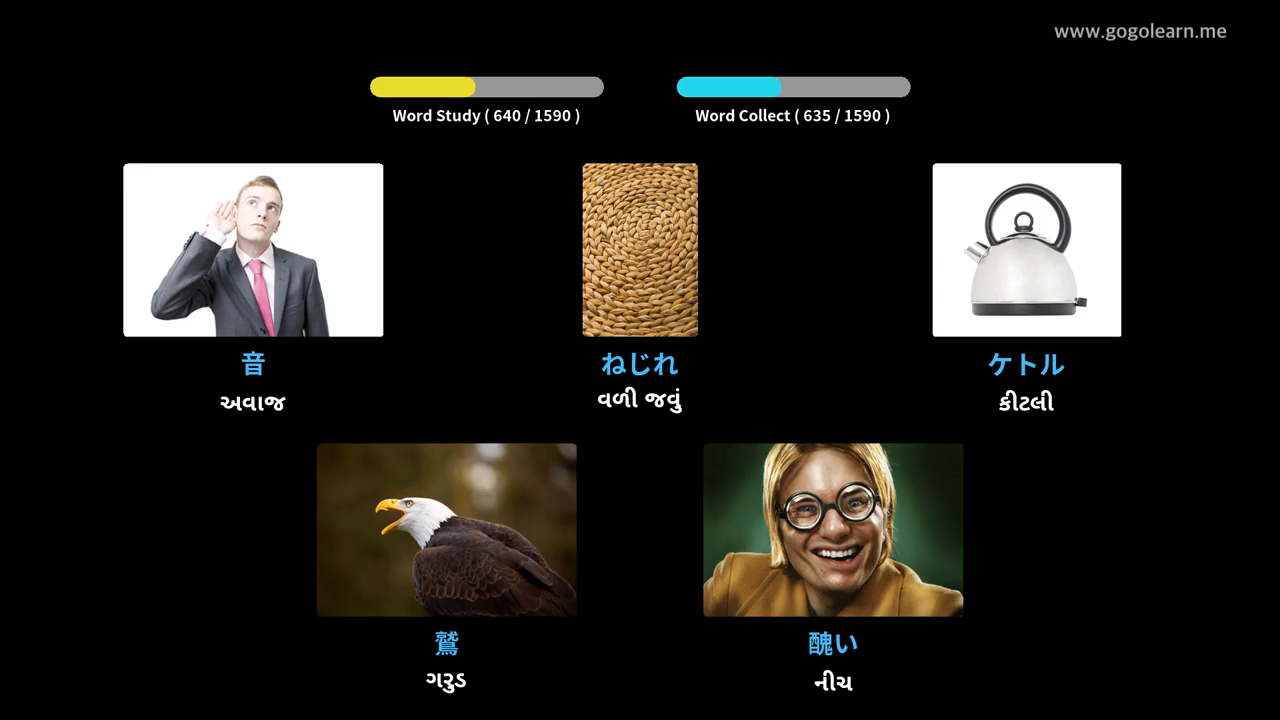 www.gogolearn.me
Word Study ( 640 / 1590 )
Word Collect ( 635 / 1590 )
音
ねじれ
ケトル
અવાજ
વળી જવું
કીટલી
鷲
醜い
ગરુડ
નીચ